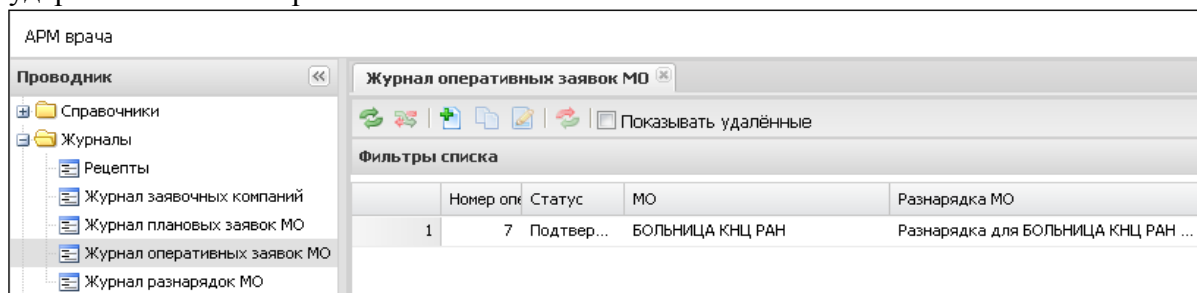 АРМ врача
Проводник
Справочники
Журналы
Рецепты
Журнал заявочных компаний
Журнал плановых заявок МО
Журнал оперативных заявок МО
Журнал разнарядок МО
Журнал оперативных заявок МО
Показывать удалённые
Фильтры списка
Номер опе Статус МО Разнарядка МО
1 7 Подтвер... БОЛЬНИЦА КНЦ РАН Разнарядка для БОЛЬНИЦА КНЦ РАН ...